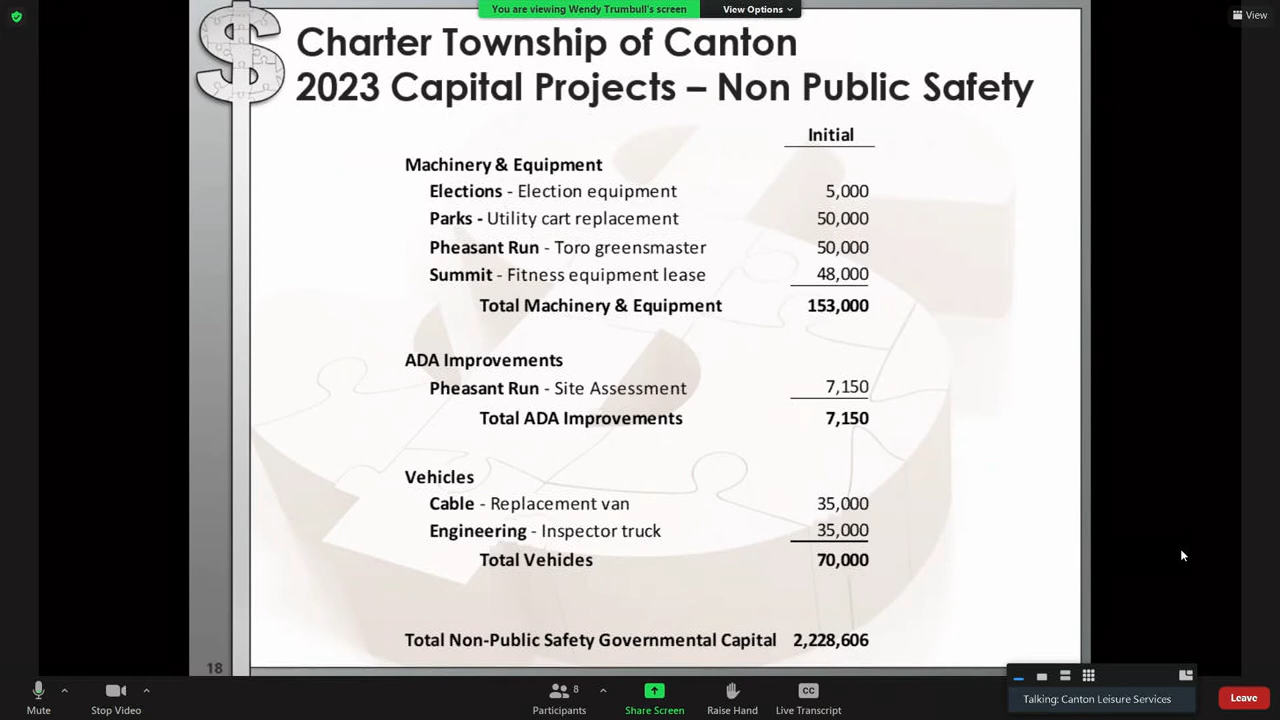 You are viewing Wendy Trumbull's screen
View Options
View
Charter Township of Canton
2023 Capital Projects – Non Public Safety
Initial
Machinery & Equipment
Elections - Election equipment 5,000
Parks - Utility cart replacement 50,000
Pheasant Run - Toro greensmaster 50,000
Summit - Fitness equipment lease 48,000
Total Machinery & Equipment 153,000
ADA Improvements
Pheasant Run - Site Assessment 7,150
Total ADA Improvements 7,150
Vehicles
Cable - Replacement van 35,000
Engineering - Inspector truck 35,000
Total Vehicles 70,000
Total Non-Public Safety Governmental Capital 2,228,606
18
Mute
Stop Video
8
Participants
Share Screen
Raise Hand
CC
Live Transcript
Talking: Canton Leisure Services
Leave